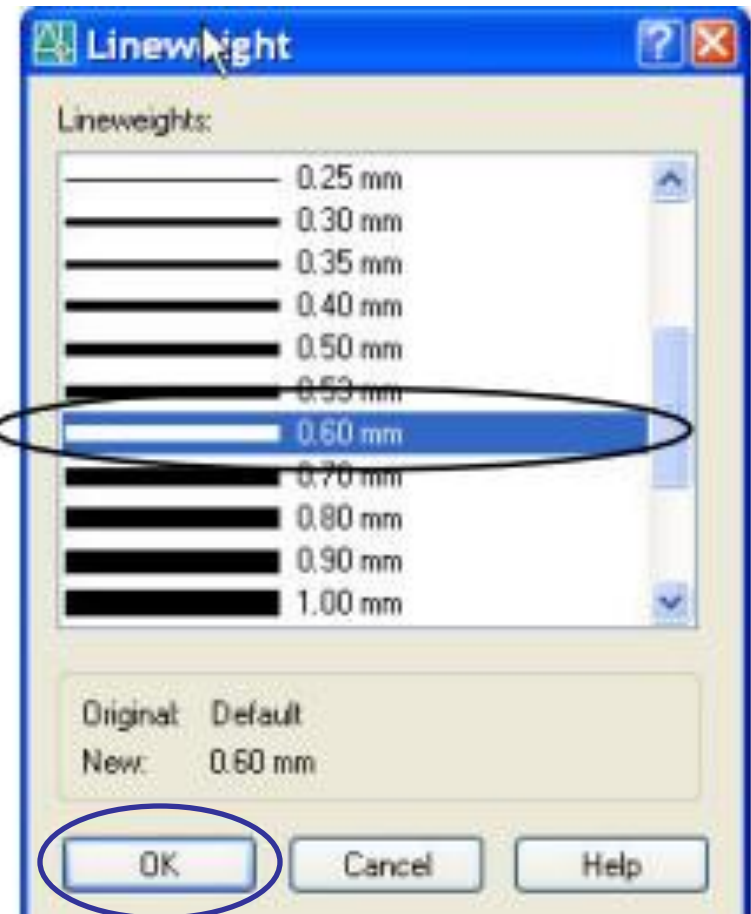 Lineweight
Lineweights:
0.25 mm
0.30 mm
0.35 mm
0.40 mm
0.50 mm
0.53 mm
0.60 mm
0.70 mm
0.80 mm
0.90 mm
1.00 mm
Original: Default
New: 0.60 mm
OK Cancel Help